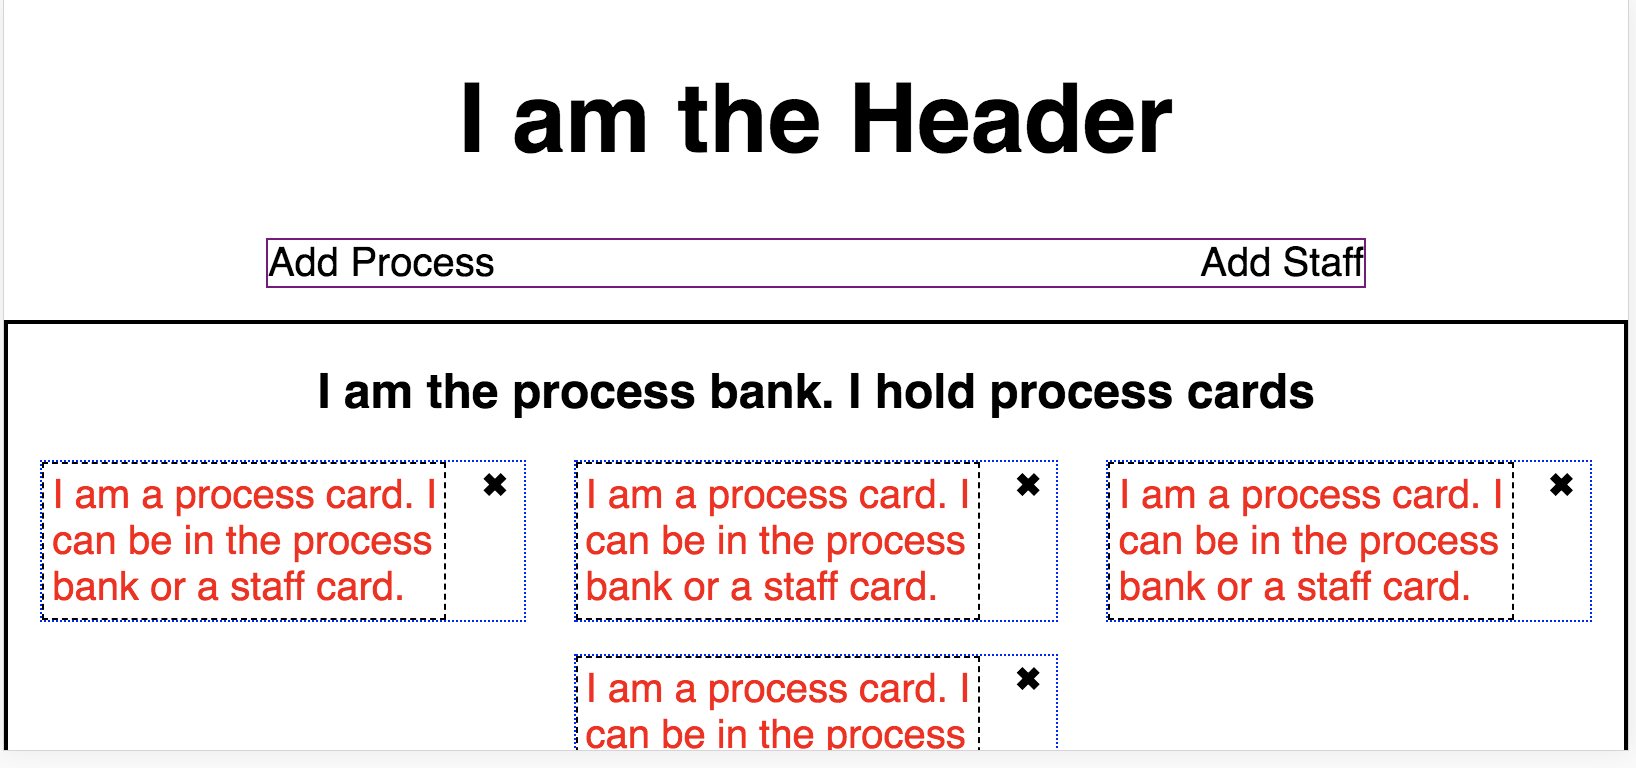 I am the Header
Add Process Add Staff
I am the process bank. I hold process cards
I am a process card. I
can be in the process
bank or a staff card.
✖
I am a process card. I
can be in the process
bank or a staff card.
✖
I am a process card. I
can be in the process
bank or a staff card.
✖
I am a process card. I
can be in the process
✖